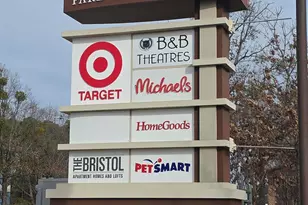 B&B
THEATRES
TARGET
Michaels
HomeGoods
THE BRISTOL
APARTMENT HOMES AND LOFTS
PETSMART